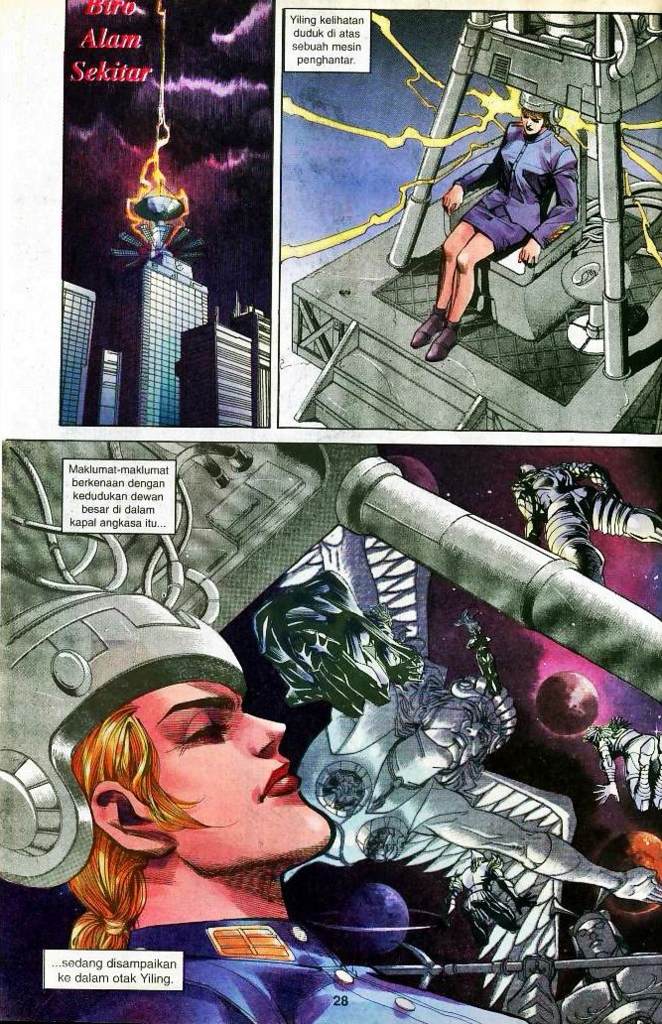 Biro
Alam
Sekitar
Yiling kelihatan
duduk di atas
sebuah mesin
penghantar.
Maklumat-maklumat
berkenaan dengan
kedudukan dewan
besar di dalam
kapal angkasa itu...
...sedang disampaikan
ke dalam otak Yiling.
28